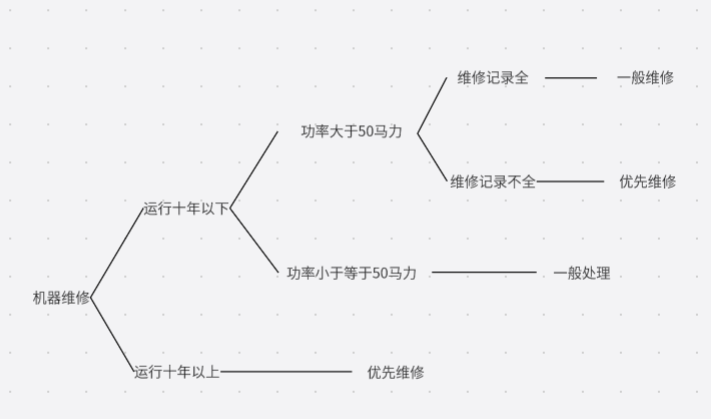 维修记录全
一般维修
功率大于50马力
维修记录不全
优先维修
运行十年以下
功率小于等于50马力
一般处理
机器维修
运行十年以上
优先维修